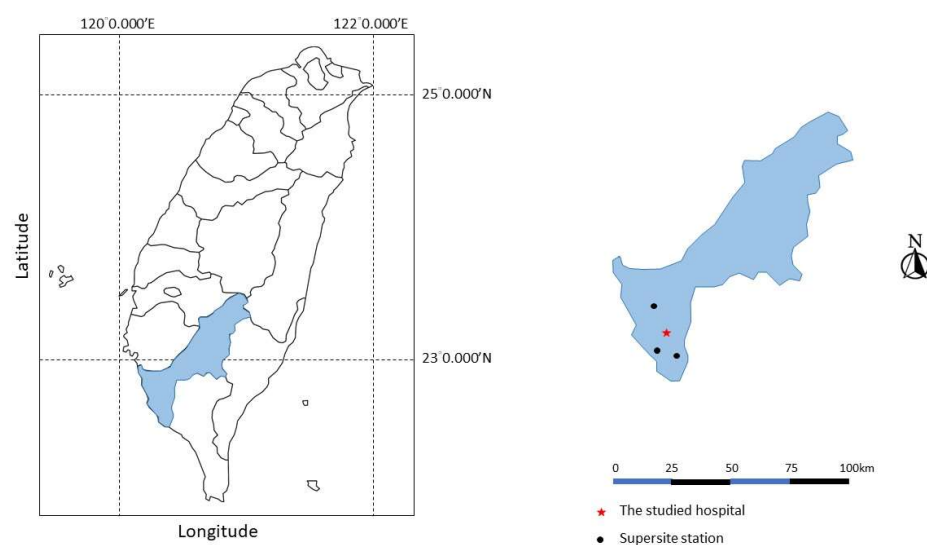 120°0.000'E 122°0.000'E
25°0.000'N
N
Latitude
23°0.000'N
0 25 50 75 100km
The studied hospital
Longitude
Supersite station